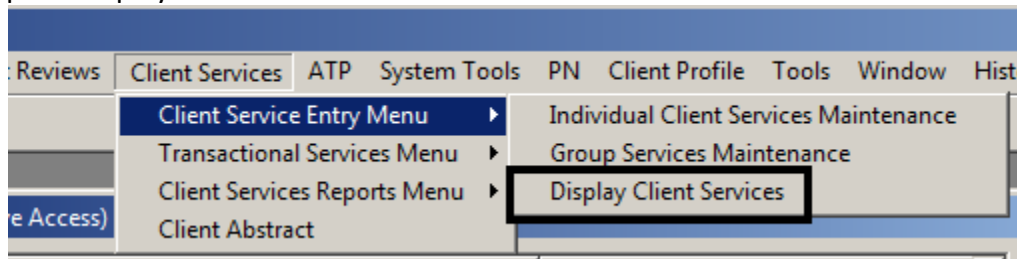 Reviews Client Services ATP System Tools PN Client Profile Tools Window Hist
Client Service Entry Menu Individual Client Services Maintenance
Transactional Services Menu Group Services Maintenance
Client Services Reports Menu Display Client Services
e Access) Client Abstract